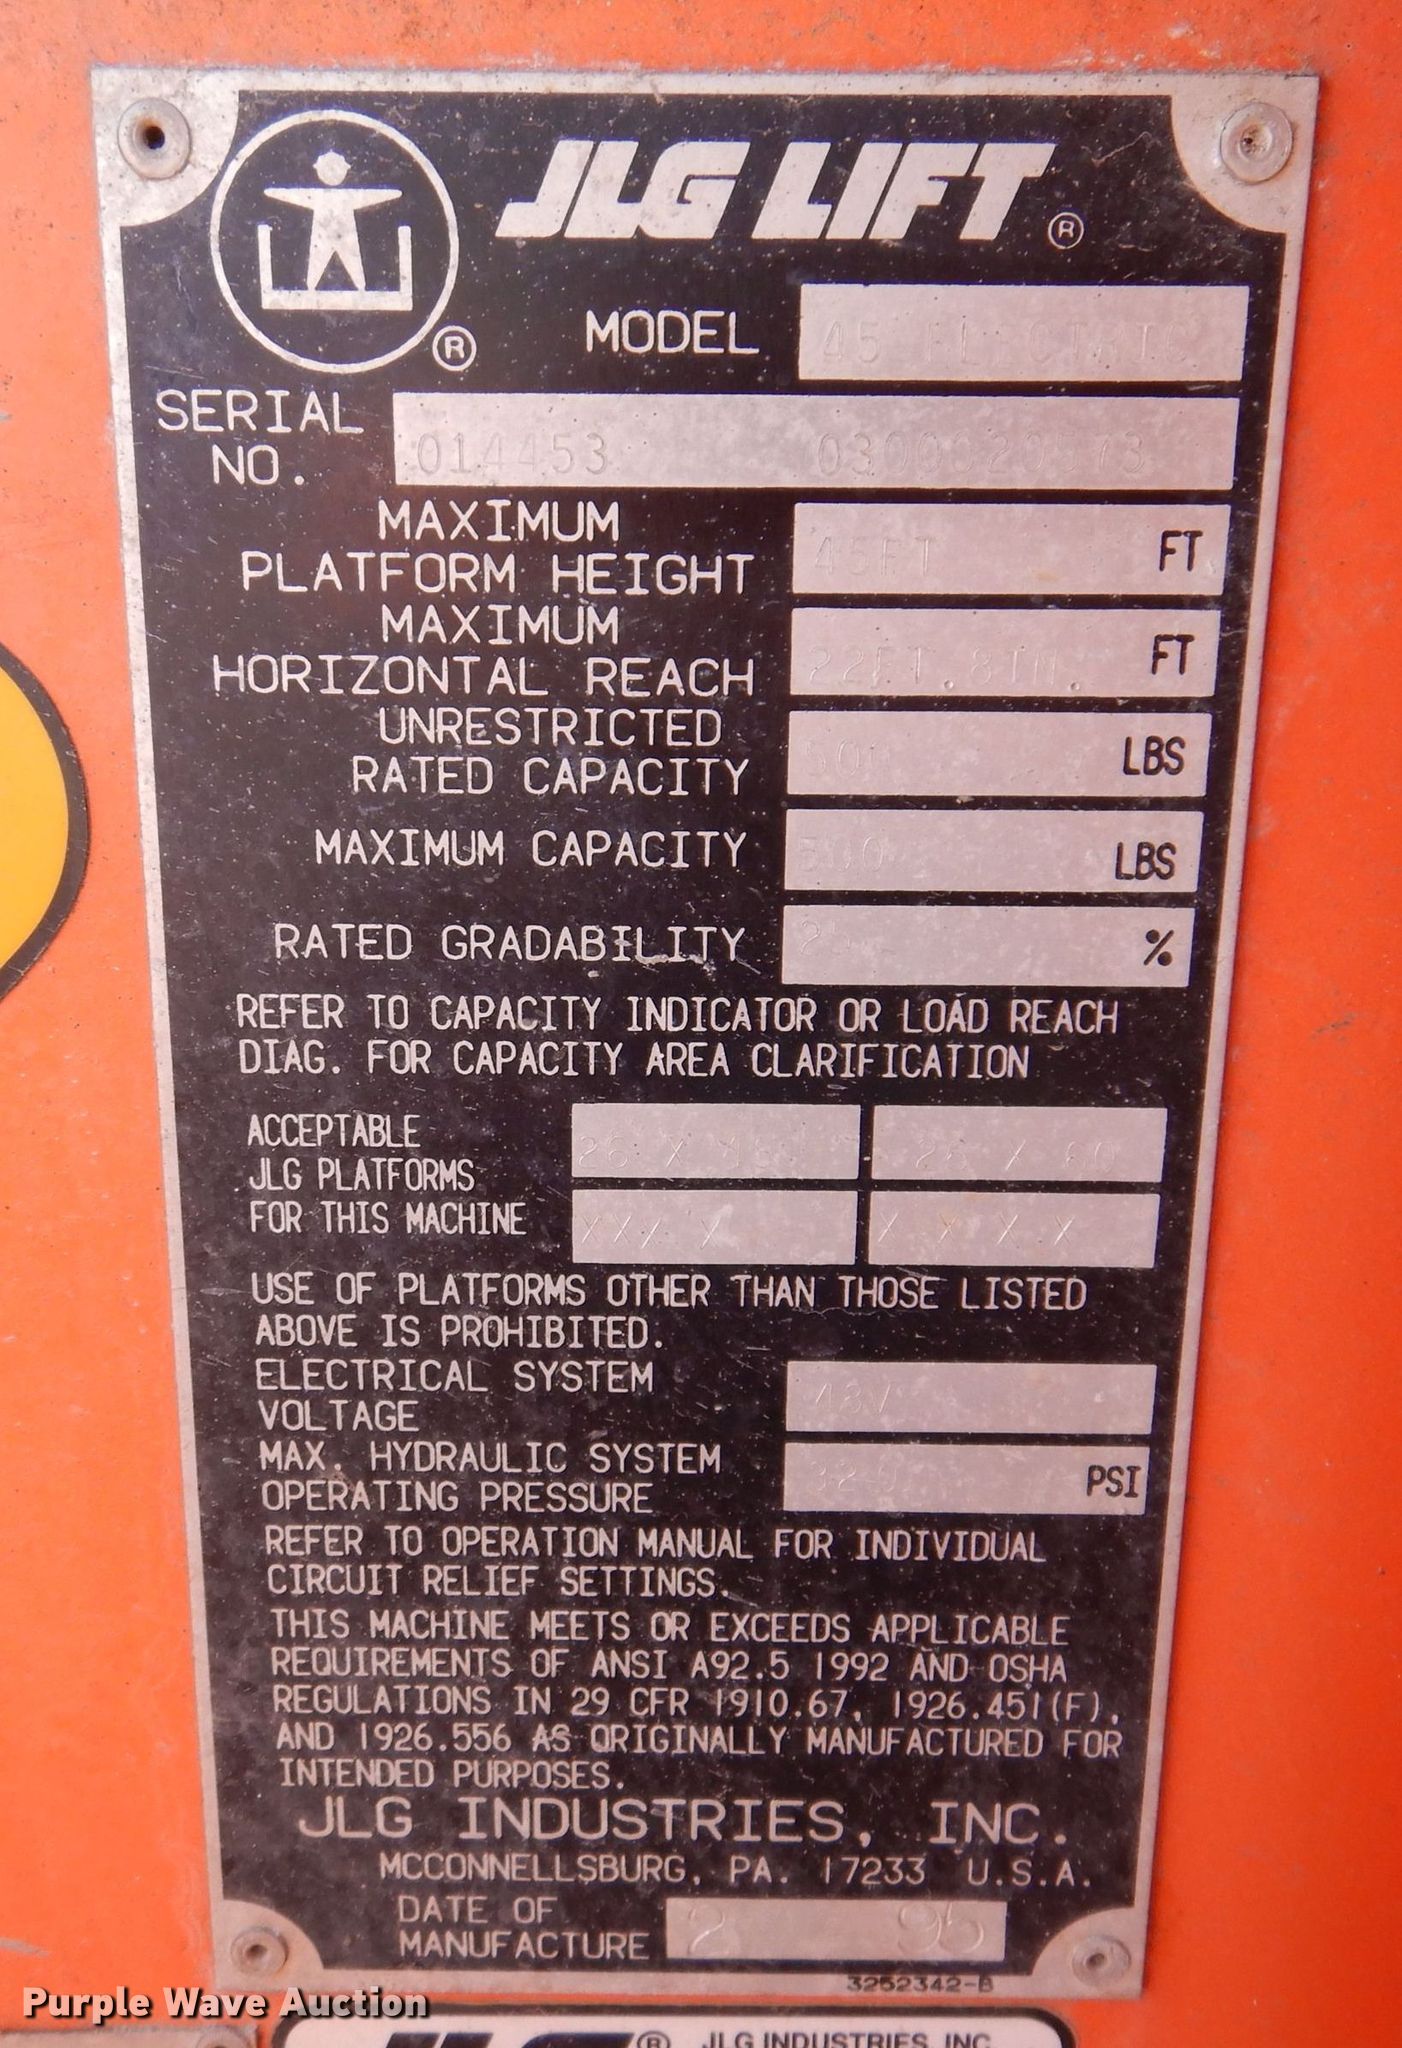 JLG LIFT ®
®
MODEL 45 ELECTRIC
SERIAL
NO. 014453
MAXIMUM
PLATFORM HEIGHT 45FT FT
MAXIMUM
HORIZONTAL REACH 22FT.8IN. FT
UNRESTRICTED
RATED CAPACITY 500 LBS
MAXIMUM CAPACITY 500 LBS
RATED GRADABILITY %
REFER TO CAPACITY INDICATOR OR LOAD REACH
DIAG. FOR CAPACITY AREA CLARIFICATION
ACCEPTABLE 26 X 26 X 60
JLG PLATFORMS
FOR THIS MACHINE XXX X X X X X
USE OF PLATFORMS OTHER THAN THOSE LISTED
ABOVE IS PROHIBITED.
ELECTRICAL SYSTEM
VOLTAGE 48V
MAX. HYDRAULIC SYSTEM
OPERATING PRESSURE PSI
REFER TO OPERATION MANUAL FOR INDIVIDUAL
CIRCUIT RELIEF SETTINGS.
THIS MACHINE MEETS OR EXCEEDS APPLICABLE
REQUIREMENTS OF ANSI A92.5 1992 AND OSHA
REGULATIONS IN 29 CFR 1910.67, 1926.451(F),
AND 1926.556 AS ORIGINALLY MANUFACTURED FOR
INTENDED PURPOSES.
JLG INDUSTRIES, INC.
MCCONNELLSBURG, PA. 17233 U.S.A.
DATE OF
MANUFACTURE 2 95
3252342-B
Purple Wave Auction
JLG ® JLG INDUSTRIES, INC.